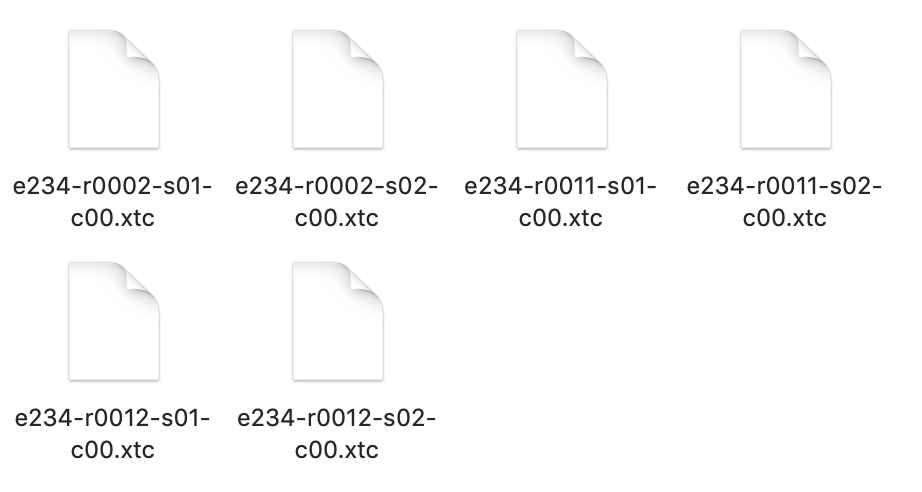 e234-r0002-s01-
c00.xtc
e234-r0002-s02-
c00.xtc
e234-r0011-s01-
c00.xtc
e234-r0011-s02-
c00.xtc
e234-r0012-s01-
c00.xtc
e234-r0012-s02-
c00.xtc